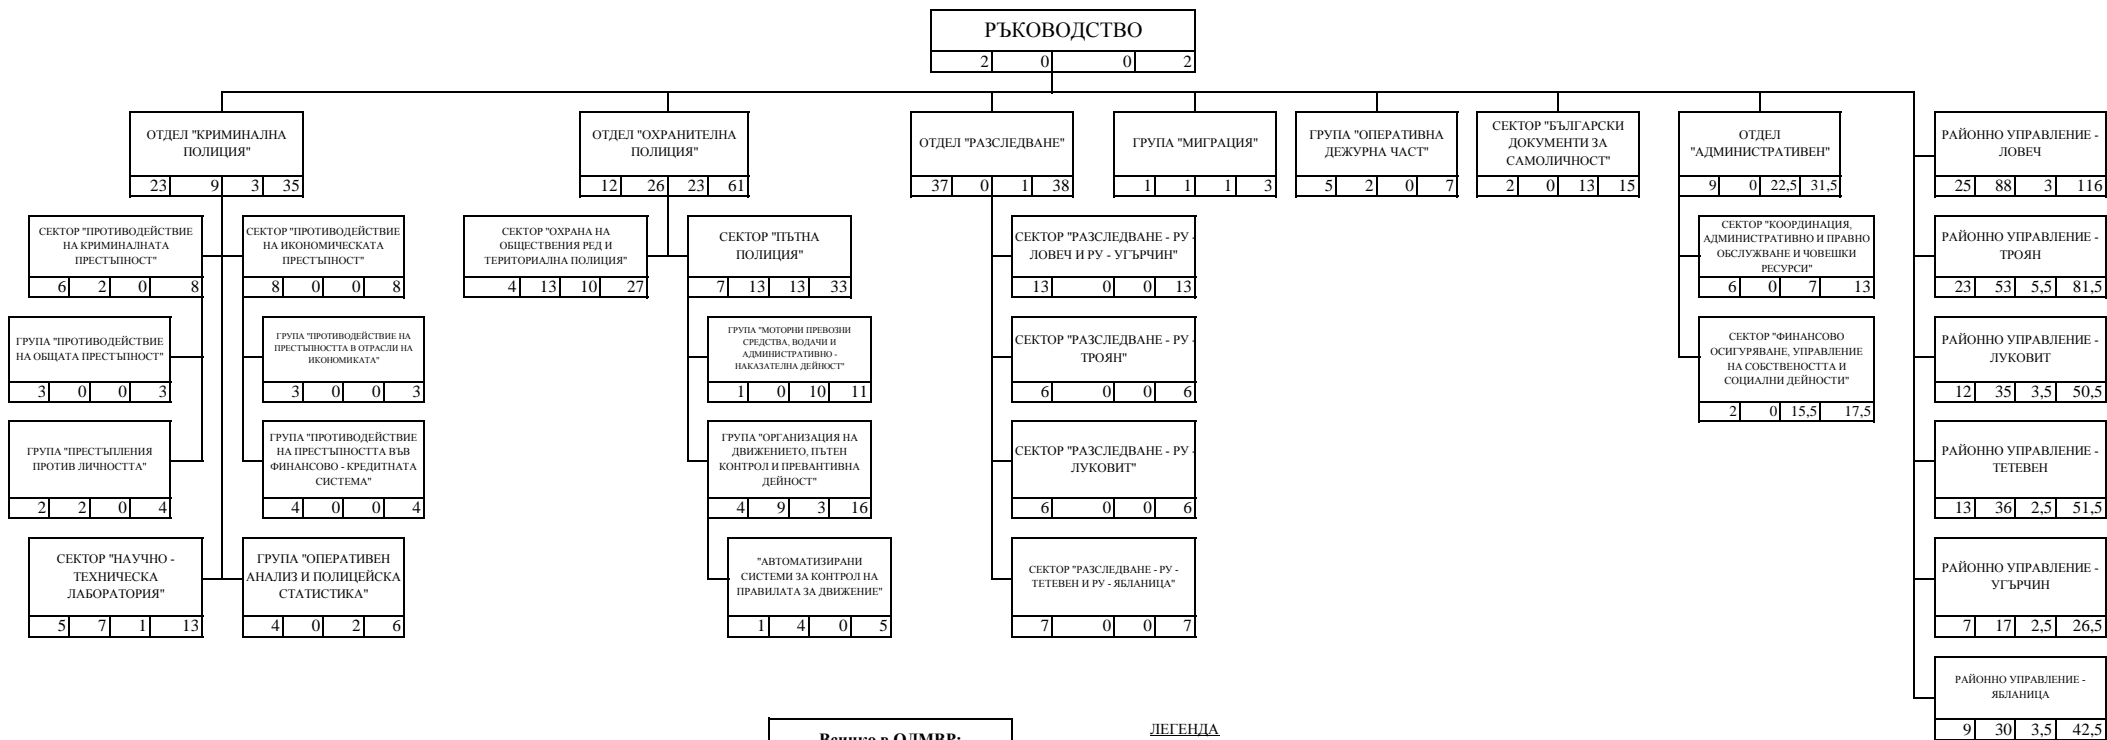 РЪКОВОДСТВО
2 0 0 2
ОТДЕЛ "КРИМИНАЛНА
ПОЛИЦИЯ"
23 9 3 35
СЕКТОР "ПРОТИВОДЕЙСТВИЕ
НА КРИМИНАЛНАТА
ПРЕСТЪПНОСТ"
6 2 0 8
ГРУПА "ПРОТИВОДЕЙСТВИЕ
НА ОБЩАТА ПРЕСТЪПНОСТ"
3 0 0 3
ГРУПА "ПРЕСТЪПЛЕНИЯ
ПРОТИВ ЛИЧНОСТТА"
2 2 0 4
СЕКТОР "НАУЧНО -
ТЕХНИЧЕСКА
ЛАБОРАТОРИЯ"
5 7 1 13
СЕКТОР "ПРОТИВОДЕЙСТВИЕ
НА ИКОНОМИЧЕСКАТА
ПРЕСТЪПНОСТ"
8 0 0 8
ГРУПА "ПРОТИВОДЕЙСТВИЕ НА
ПРЕСТЪПНОСТТА В ОТРАСЛИ НА
ИКОНОМИКАТА"
3 0 0 3
ГРУПА "ПРОТИВОДЕЙСТВИЕ
НА ПРЕСТЪПНОСТТА ВЪВ
ФИНАНСОВО - КРЕДИТНАТА
СИСТЕМА"
4 0 0 4
ГРУПА "ОПЕРАТИВЕН
АНАЛИЗ И ПОЛИЦЕЙСКА
СТАТИСТИКА"
4 0 2 6
ОТДЕЛ "ОХРАНИТЕЛНА
ПОЛИЦИЯ"
12 26 23 61
СЕКТОР "ОХРАНА НА
ОБЩЕСТВЕНИЯ РЕД И
ТЕРИТОРИАЛНА ПОЛИЦИЯ"
4 13 10 27
СЕКТОР "ПЪТНА
ПОЛИЦИЯ"
7 13 13 33
ГРУПА "МОТОРНИ ПРЕВОЗНИ
СРЕДСТВА, ВОДАЧИ И
АДМИНИСТРАТИВНО -
НАКАЗАТЕЛНА ДЕЙНОСТ"
1 0 10 11
ГРУПА "ОРГАНИЗАЦИЯ НА
ДВИЖЕНИЕТО, ПЪТЕН
КОНТРОЛ И ПРЕВАНТИВНА
ДЕЙНОСТ"
4 9 3 16
"АВТОМАТИЗИРАНИ
СИСТЕМИ ЗА КОНТРОЛ НА
ПРАВИЛАТА ЗА ДВИЖЕНИЕ"
1 4 0 5
ОТДЕЛ "РАЗСЛЕДВАНЕ"
37 0 1 38
СЕКТОР "РАЗСЛЕДВАНЕ - РУ -
ЛОВЕЧ И РУ - УГЪРЧИН"
13 0 0 13
СЕКТОР "РАЗСЛЕДВАНЕ - РУ -
ТРОЯН"
6 0 0 6
СЕКТОР "РАЗСЛЕДВАНЕ - РУ -
ЛУКОВИТ"
6 0 0 6
СЕКТОР "РАЗСЛЕДВАНЕ - РУ -
ТЕТЕВЕН И РУ - ЯБЛАНИЦА"
7 0 0 7
ГРУПА "МИГРАЦИЯ"
1 1 1 3
ГРУПА "ОПЕРАТИВНА
ДЕЖУРНА ЧАСТ"
5 2 0 7
СЕКТОР "БЪЛГАРСКИ
ДОКУМЕНТИ ЗА
САМОЛИЧНОСТ"
2 0 13 15
ОТДЕЛ
"АДМИНИСТРАТИВЕН"
9 0 22,5 31,5
СЕКТОР "КООРДИНАЦИЯ,
АДМИНИСТРАТИВНО И ПРАВНО
ОБСЛУЖВАНЕ И ЧОВЕШКИ
РЕСУРСИ"
6 0 7 13
СЕКТОР "ФИНАНСОВО
ОСИГУРЯВАНЕ, УПРАВЛЕНИЕ
НА СОБСТВЕНОСТТА И
СОЦИАЛНИ ДЕЙНОСТИ"
2 0 15,5 17,5
РАЙОННО УПРАВЛЕНИЕ -
ЛОВЕЧ
25 88 3 116
РАЙОННО УПРАВЛЕНИЕ -
ТРОЯН
23 53 5,5 81,5
РАЙОННО УПРАВЛЕНИЕ -
ЛУКОВИТ
12 35 3,5 50,5
РАЙОННО УПРАВЛЕНИЕ -
ТЕТЕВЕН
13 36 2,5 51,5
РАЙОННО УПРАВЛЕНИЕ -
УГЪРЧИН
7 17 2,5 26,5
РАЙОННО УПРАВЛЕНИЕ -
ЯБЛАНИЦА
9 30 3,5 42,5
Всичко в ОДМВР:
ЛЕГЕНДА